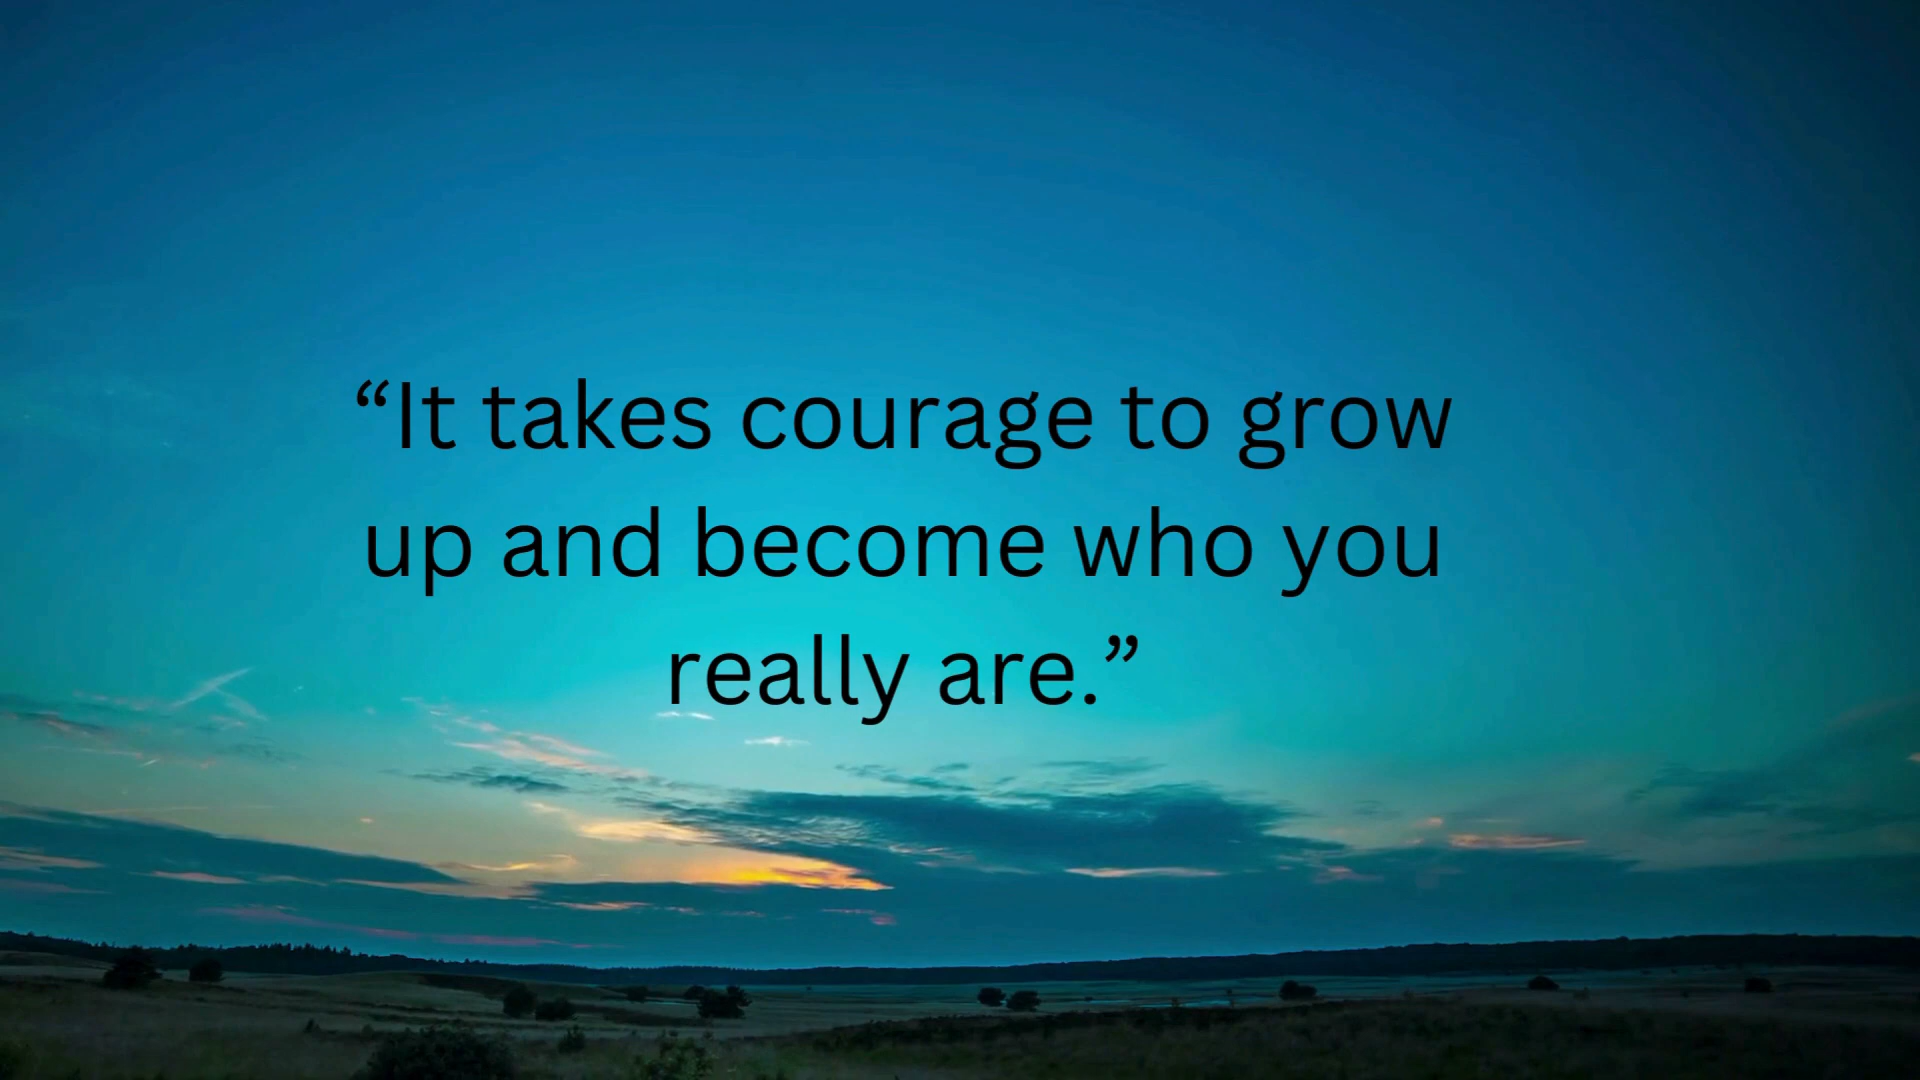 “It takes courage to grow
up and become who you
really are.”